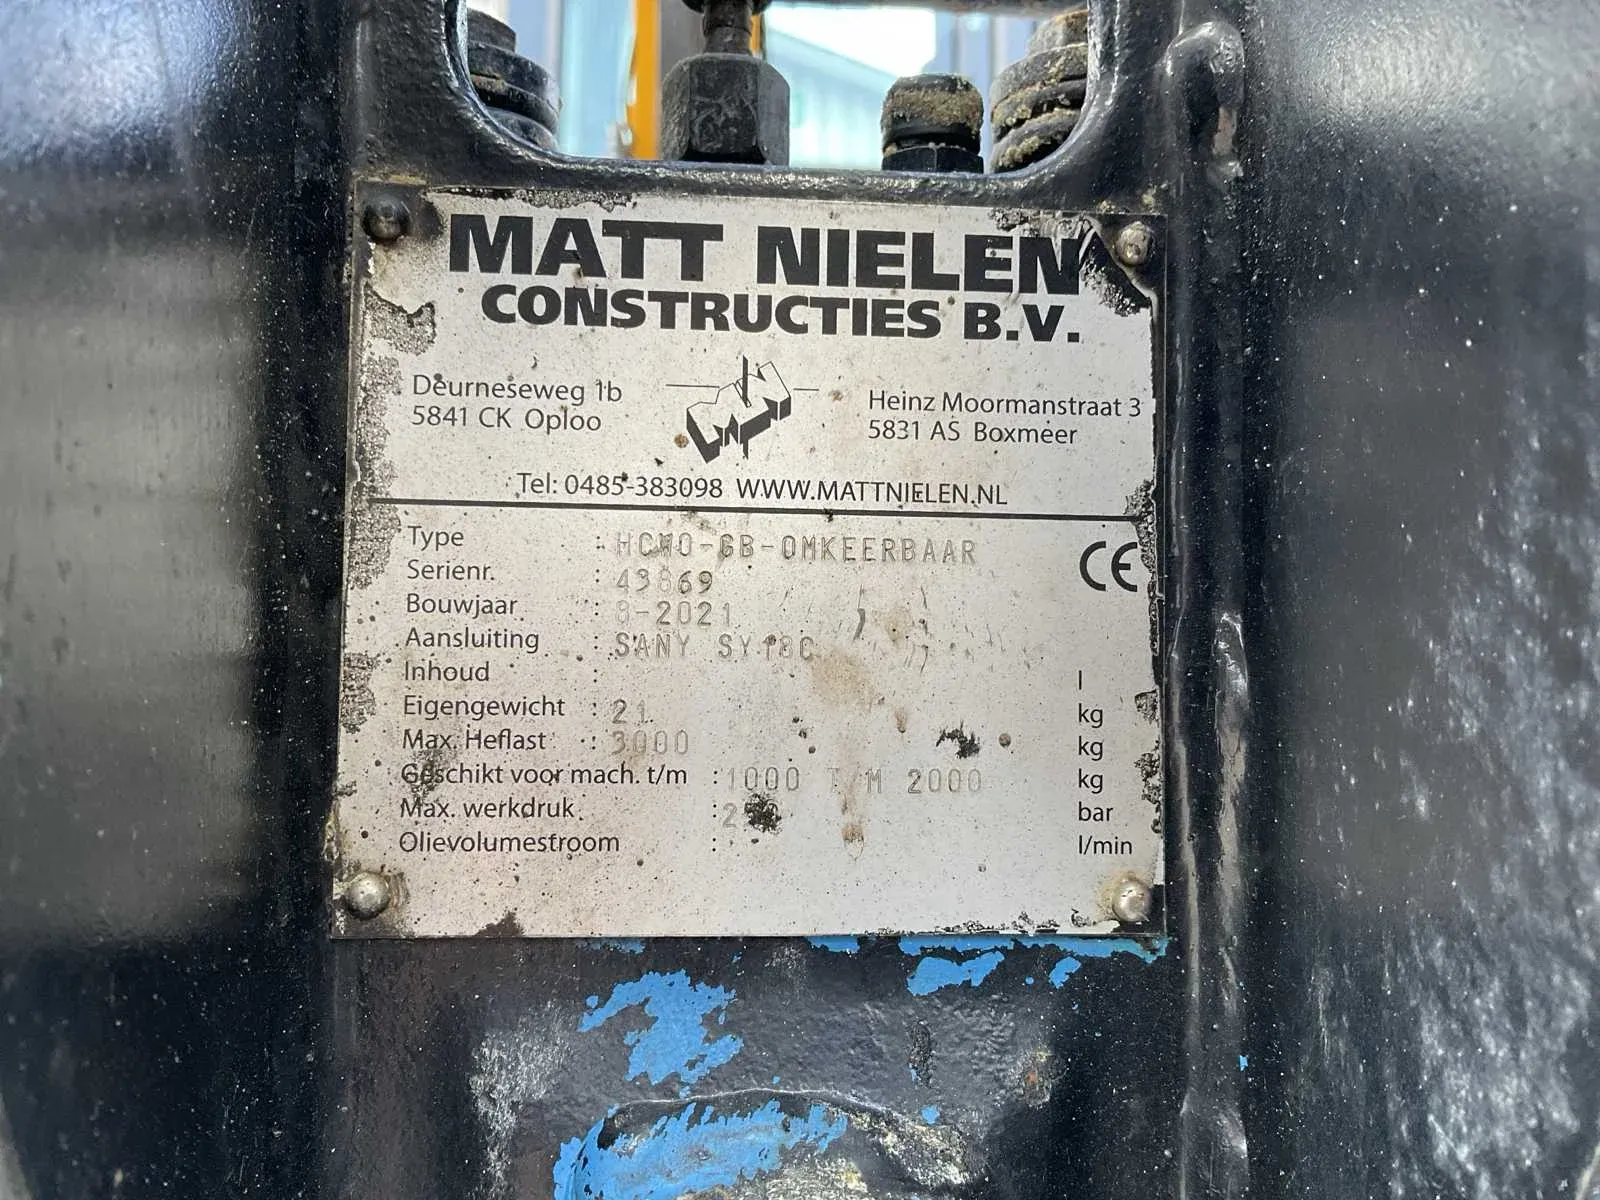 MATT NIELEN
CONSTRUCTIES B.V.
Deurneseweg 1b
5841 CK Oploo
Heinz Moormanstraat 3
5831 AS Boxmeer
Tel: 0485-383098 WWW.MATTNIELEN.NL
Type : HCW0-GB-OMKEERBAAR
Serienr. : 43869
Bouwjaar : 8-2021
Aansluiting : SANY SY18C
Inhoud : l
Eigengewicht : 21 kg
Max. Heflast : 3000 kg
Geschikt voor mach. t/m : 1000 T/M 2000 kg
Max. werkdruk : bar
Olievolumestroom : l/min
CE